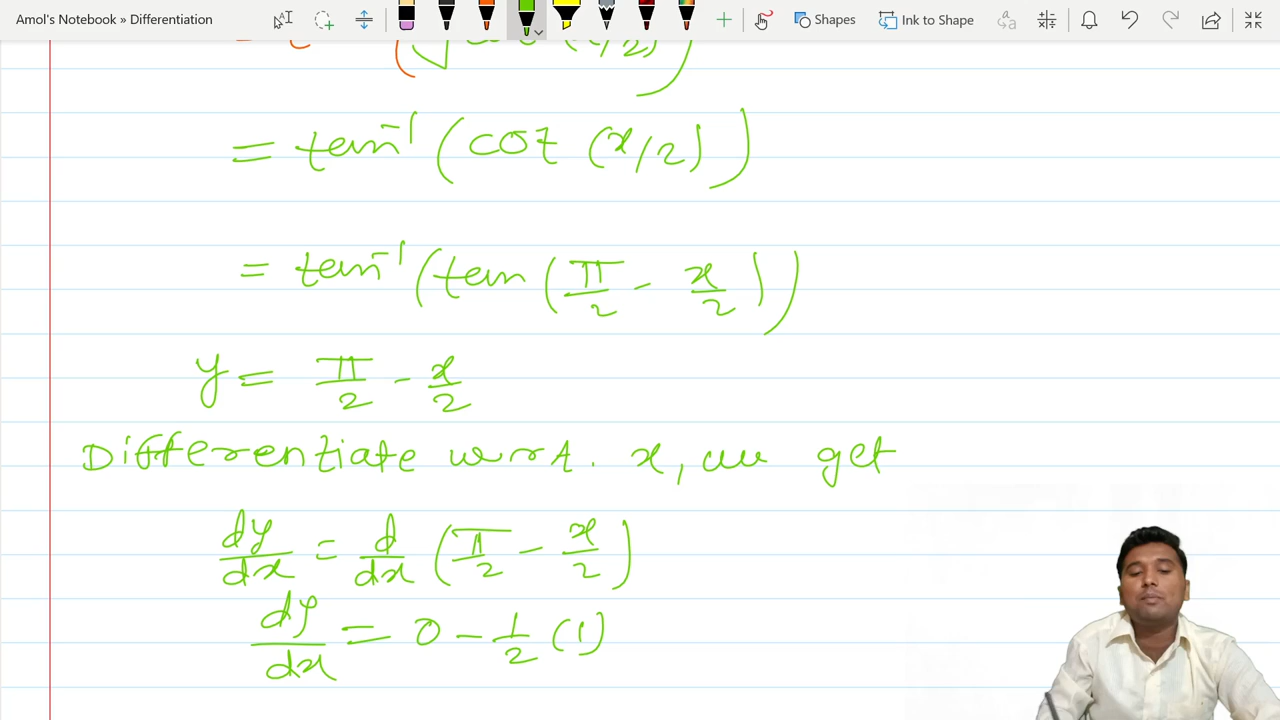 Amol's Notebook » Differentiation
Shapes
Ink to Shape
= tan⁻¹ (cot (x/2))
= tan⁻¹ (tan (π/2 - x/2))
y = π/2 - x/2
Differentiate w.r.t. x, we get
dy/dx = d/dx (π/2 - x/2)
dy/dx = 0 - 1/2 (1)